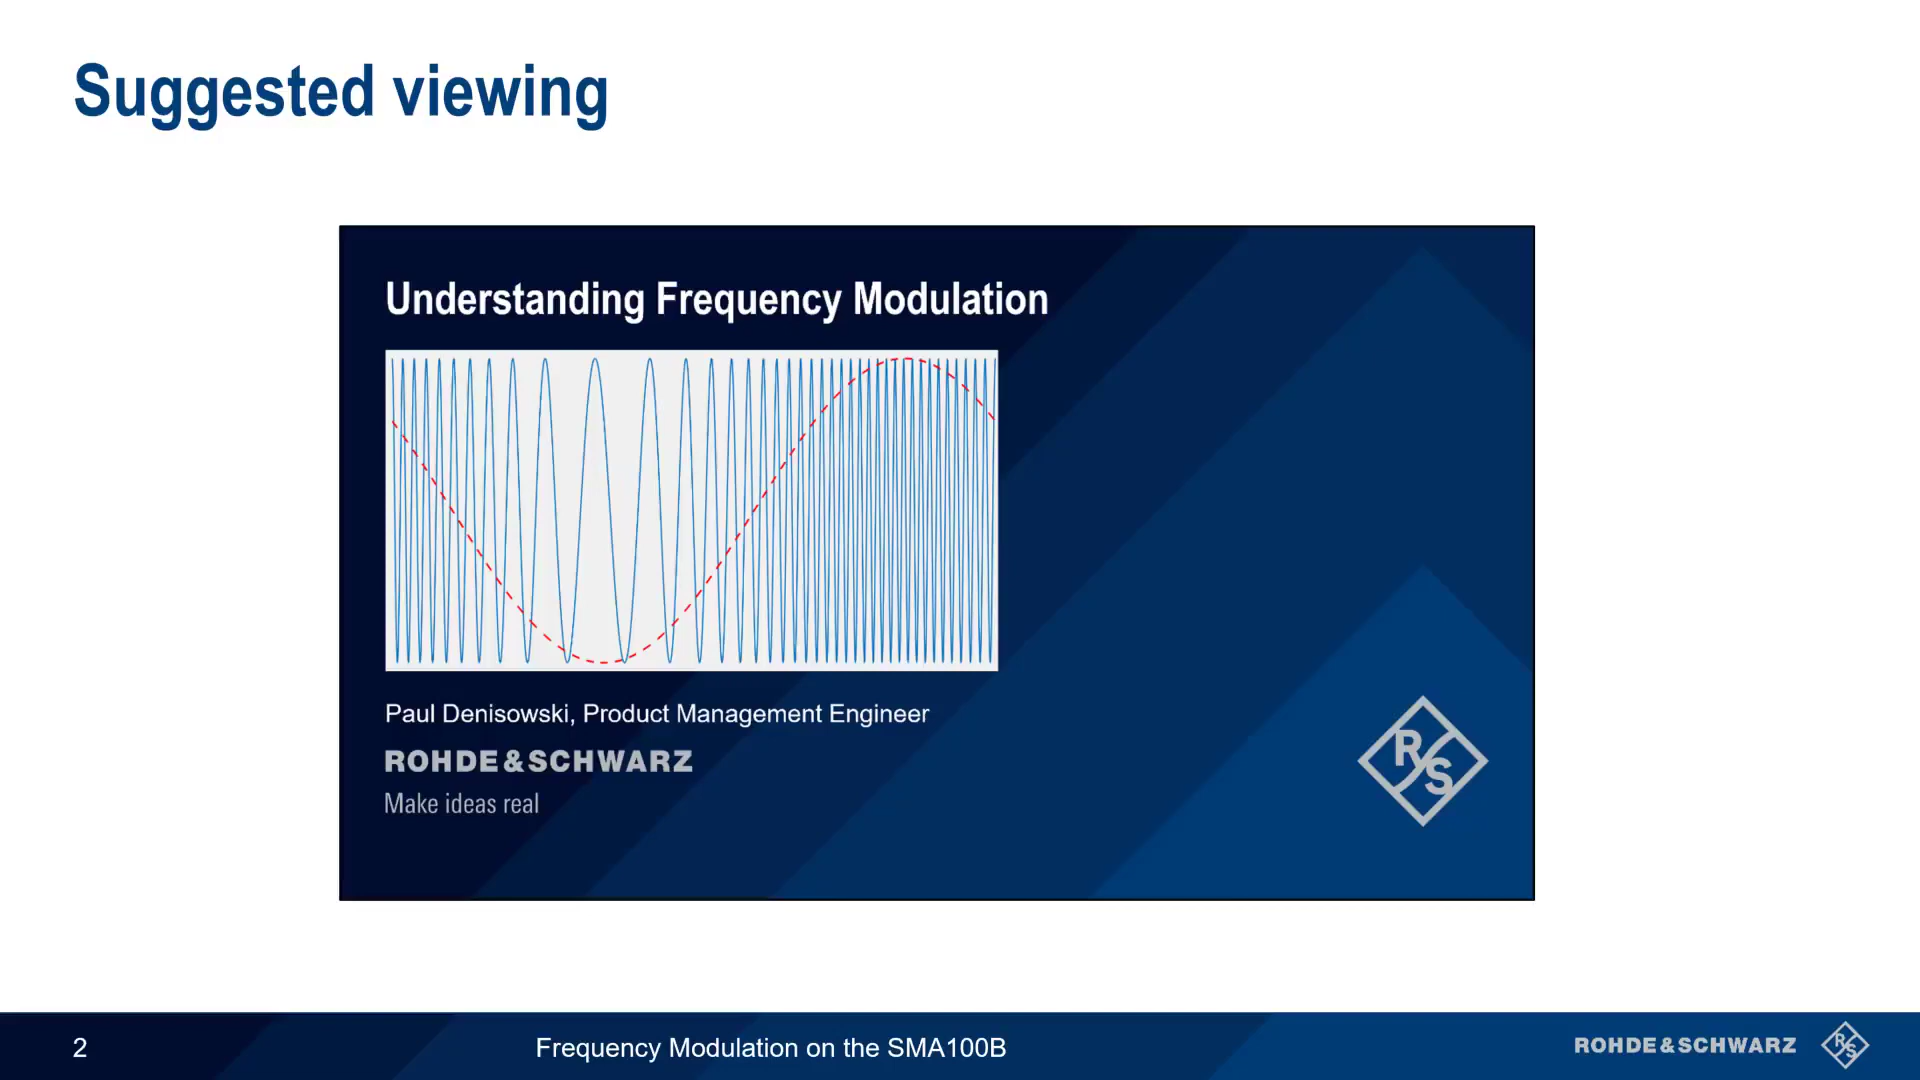 Suggested viewing
Understanding Frequency Modulation
Paul Denisowski, Product Management Engineer
ROHDE&SCHWARZ
Make ideas real
R S
2
Frequency Modulation on the SMA100B
ROHDE&SCHWARZ
R S